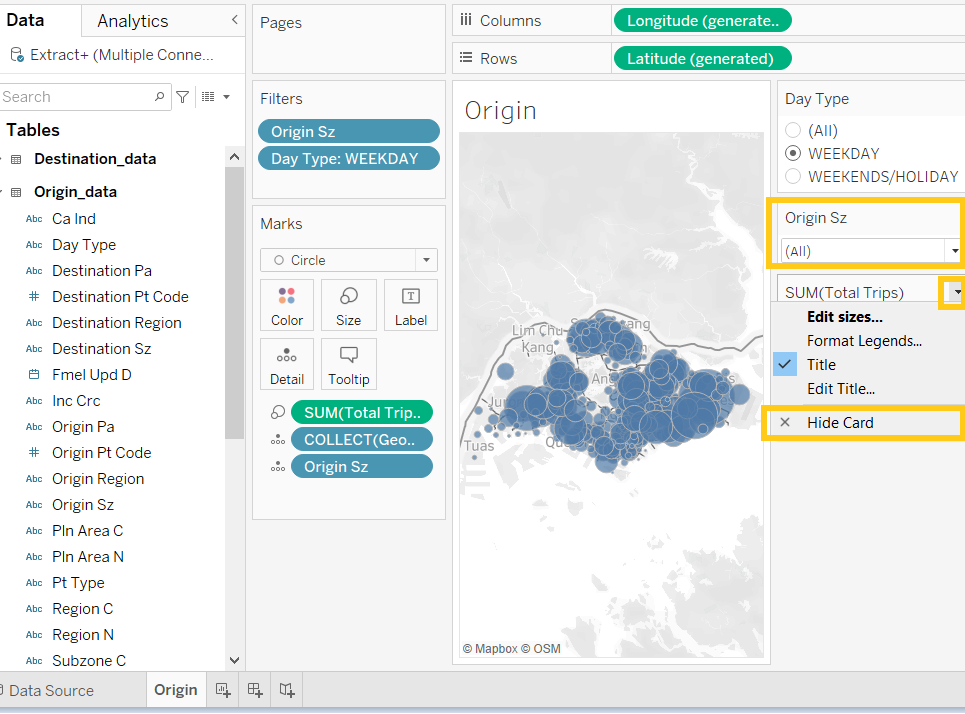 Data
Analytics
Extract+ (Multiple Conne...
Search
Tables
Destination_data
Origin_data
Abc Ca Ind
Abc Day Type
Abc Destination Pa
# Destination Pt Code
Abc Destination Region
Abc Destination Sz
Fmel Upd D
Abc Inc Crc
Abc Origin Pa
# Origin Pt Code
Abc Origin Region
Abc Origin Sz
Abc Pln Area C
Abc Pln Area N
Abc Pt Type
Abc Region C
Abc Region N
Abc Subzone C
Pages
Filters
Origin Sz
Day Type: WEEKDAY
Marks
Circle
Color
Size
Label
Detail
Tooltip
SUM(Total Trip..
COLLECT(Geo..
Origin Sz
Columns
Longitude (generate..
Rows
Latitude (generated)
Origin
Lim Chu
Kang
Tuas
© Mapbox © OSM
Day Type
(All)
WEEKDAY
WEEKENDS/HOLIDAY
Origin Sz
(All)
SUM(Total Trips)
Edit sizes...
Format Legends...
Title
Edit Title...
Hide Card
Data Source
Origin